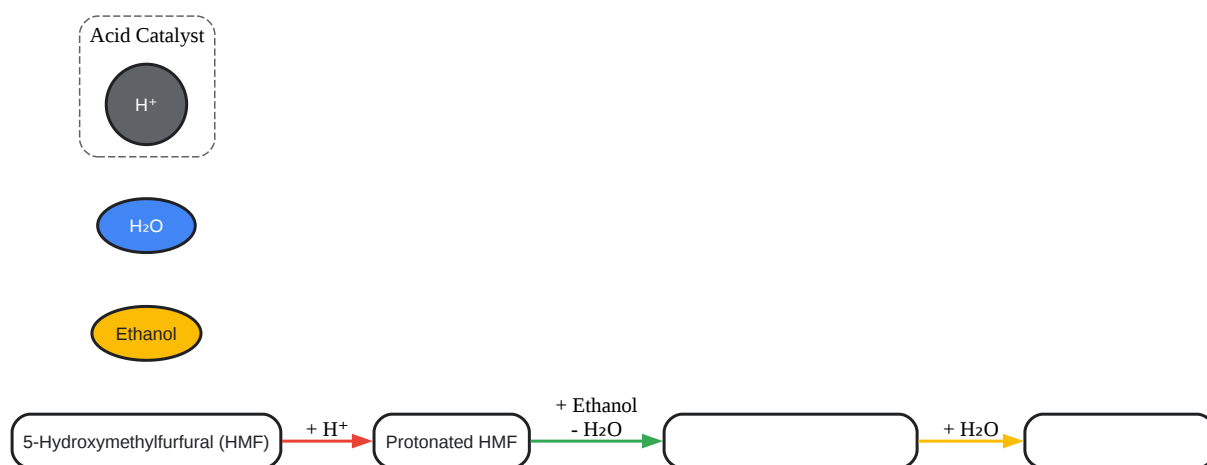 Acid Catalyst
H⁺
H₂O
Ethanol
5-Hydroxymethylfurfural (HMF)
+ H⁺
Protonated HMF
+ Ethanol
- H₂O
+ H₂O